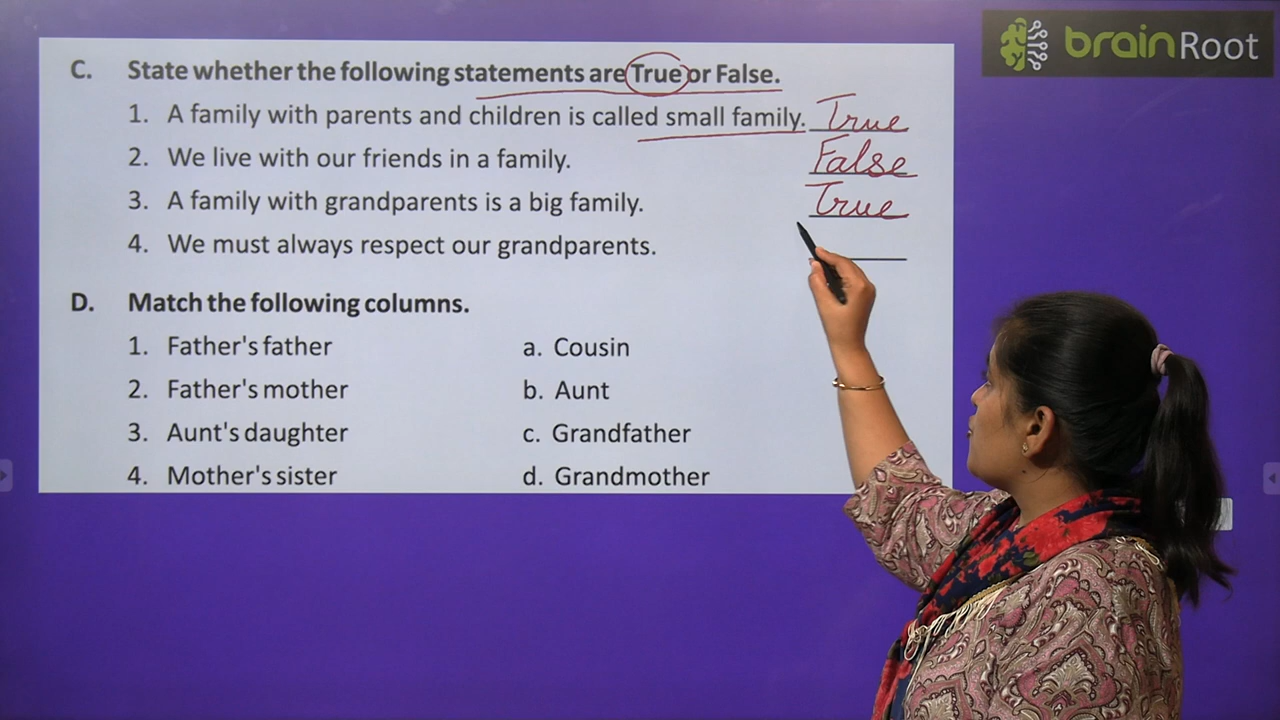 brainRoot
C. State whether the following statements are True or False.
1. A family with parents and children is called small family. True
2. We live with our friends in a family. False
3. A family with grandparents is a big family. True
4. We must always respect our grandparents.
D. Match the following columns.
1. Father's father a. Cousin
2. Father's mother b. Aunt
3. Aunt's daughter c. Grandfather
4. Mother's sister d. Grandmother